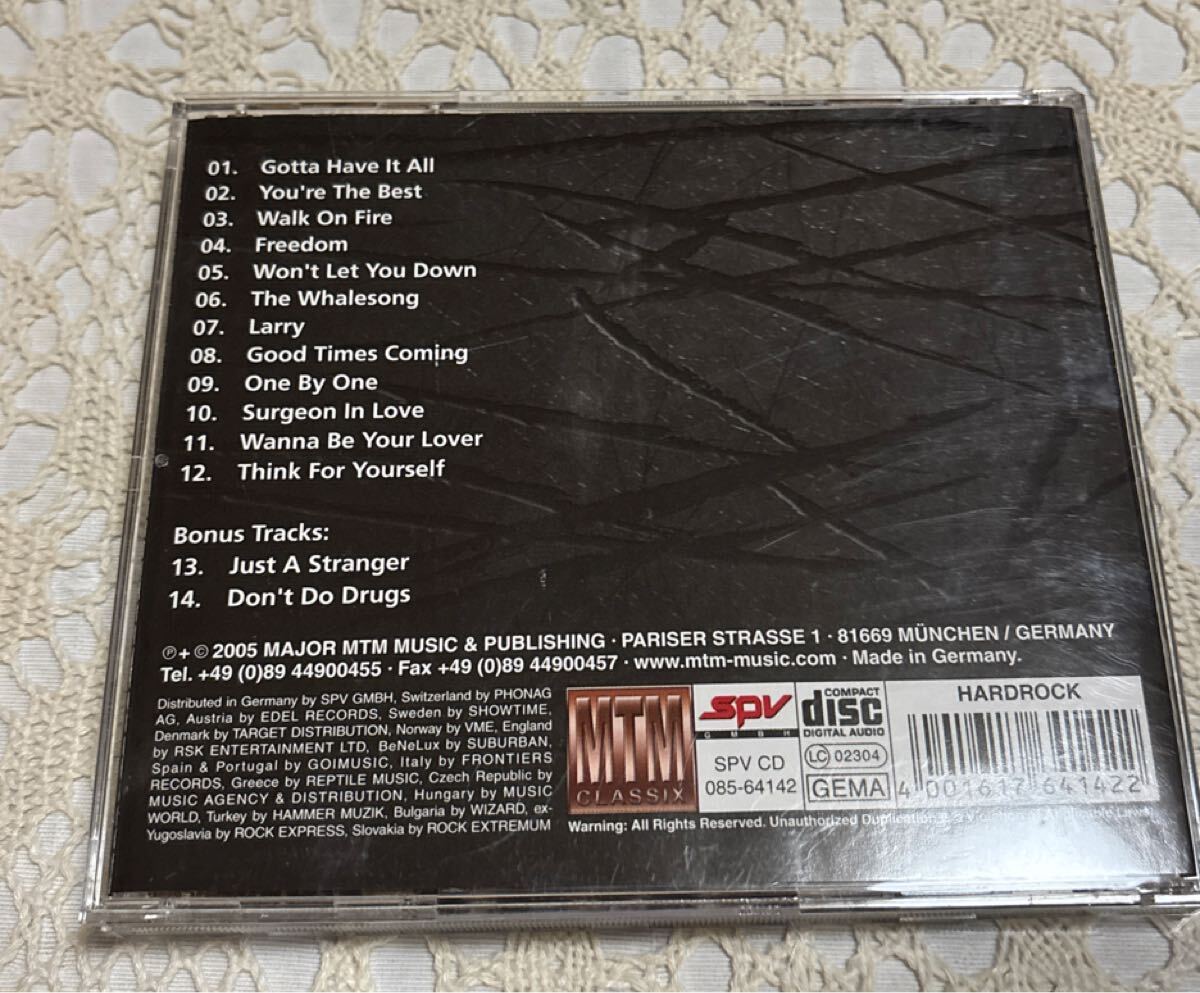 01. Gotta Have It All
02. You're The Best
03. Walk On Fire
04. Freedom
05. Won't Let You Down
06. The Whalesong
07. Larry
08. Good Times Coming
09. One By One
10. Surgeon In Love
11. Wanna Be Your Lover
12. Think For Yourself
Bonus Tracks:
13. Just A Stranger
14. Don't Do Drugs
℗+© 2005 MAJOR MTM MUSIC & PUBLISHING · PARISER STRASSE 1 · 81669 MÜNCHEN / GERMANY
Tel. +49 (0)89 44900455 · Fax +49 (0)89 44900457 · www.mtm-music.com · Made in Germany.
Distributed in Germany by SPV GMBH, Switzerland by PHONAG
AG, Austria by EDEL RECORDS, Sweden by SHOWTIME,
Denmark by TARGET DISTRIBUTION, Norway by VME, England
by RSK ENTERTAINMENT LTD, BeNeLux by SUBURBAN,
Spain & Portugal by GOIMUSIC, Italy by FRONTIERS
RECORDS, Greece by REPTILE MUSIC, Czech Republic by
MUSIC AGENCY & DISTRIBUTION, Hungary by MUSIC
WORLD, Turkey by HAMMER MUZIK, Bulgaria by WIZARD, ex-
Yugoslavia by ROCK EXPRESS, Slovakia by ROCK EXTREMUM
MTM
CLASSIX
SPV
GMBH
SPV CD
085-64142
COMPACT
disc
DIGITAL AUDIO
LC 02304
GEMA
HARDROCK
4 001617 641422
Warning: All Rights Reserved. Unauthorized Duplication is a violation of Applicable Laws